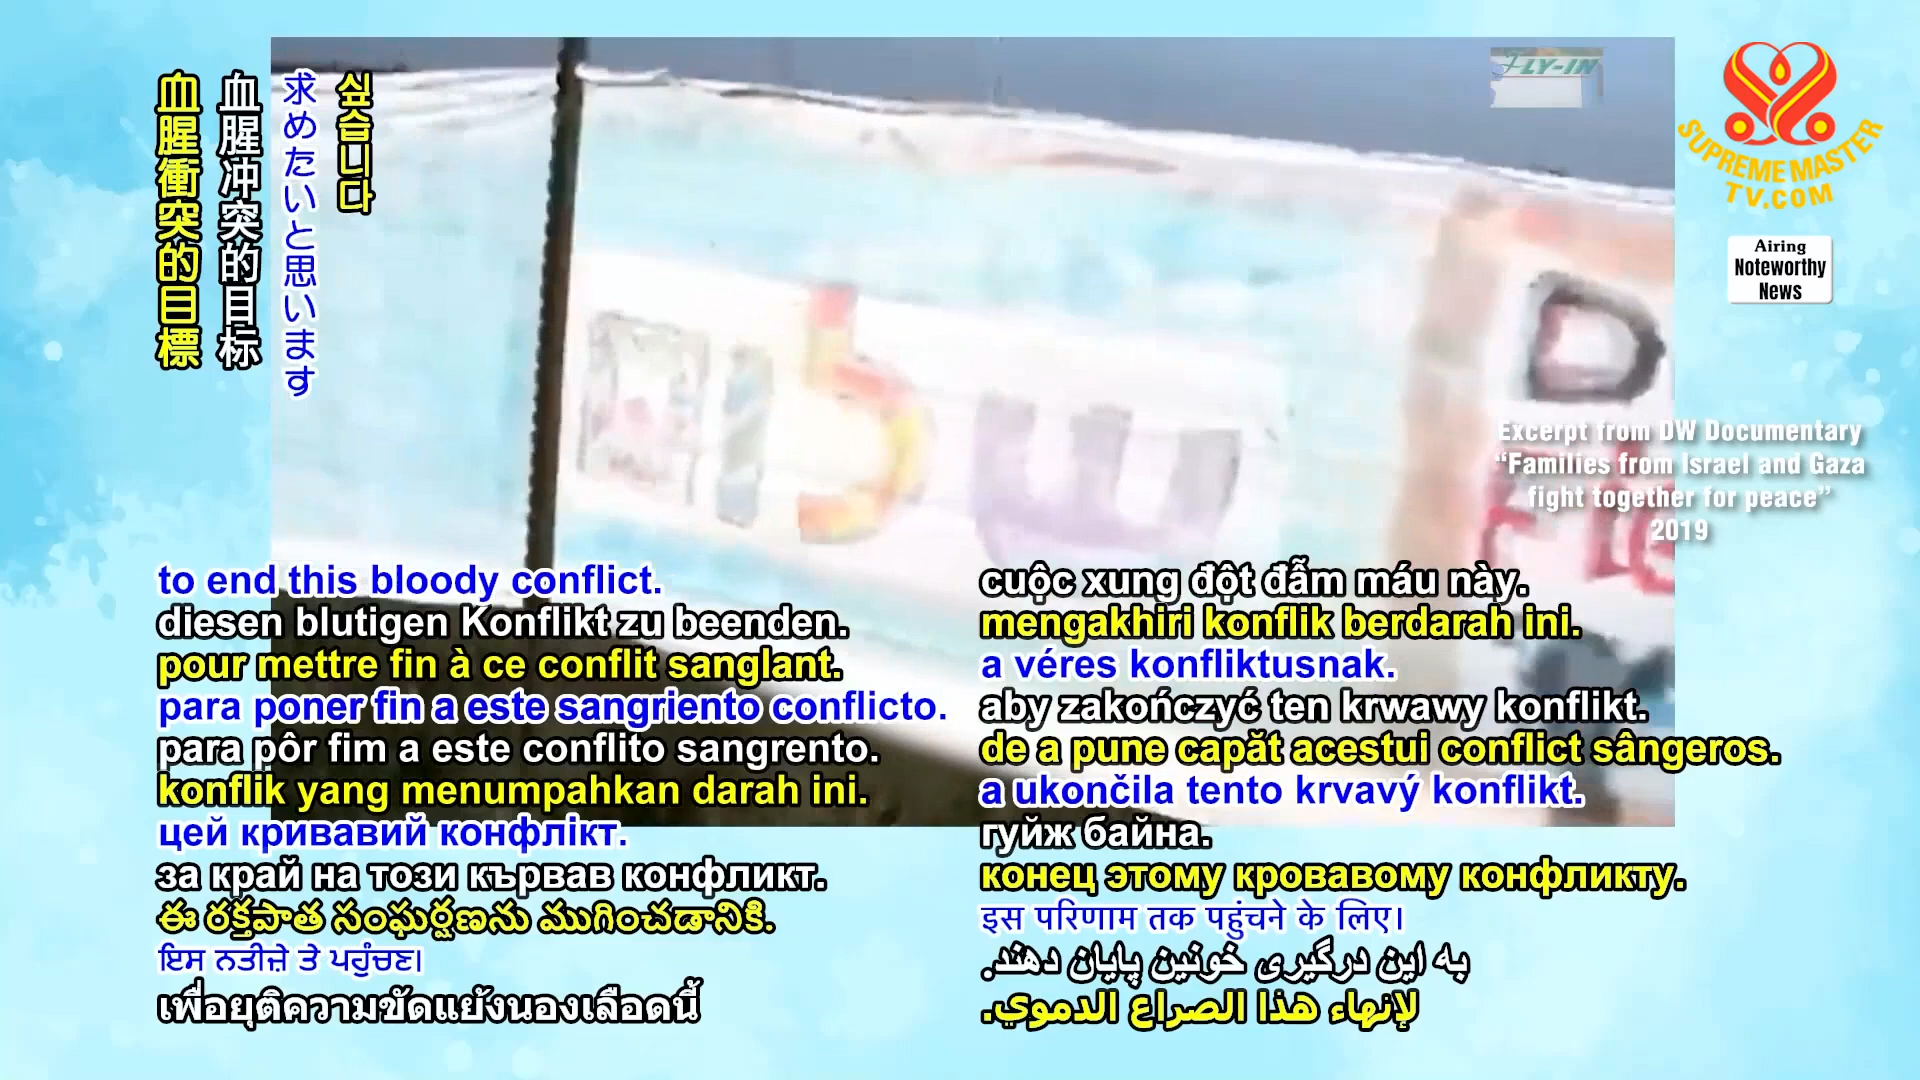 血腥衝突的目標
血腥冲突的目标
求めたいと思います
싶습니다
FLY-IN
SUPREME MASTER
TV.COM
Airing
Noteworthy
News
Excerpt from DW Documentary
“Families from Israel and Gaza
fight together for peace”
2019
to end this bloody conflict.
diesen blutigen Konflikt zu beenden.
pour mettre fin à ce conflit sanglant.
para poner fin a este sangriento conflicto.
para pôr fim a este conflito sangrento.
konflik yang menumpahkan darah ini.
цей кривавий конфлікт.
за край на този кървав конфликт.
ఈ రక్తపాత సంఘర్షణను ముగించడానికి.
ਇਸ ਨਤੀਜ਼ੇ ਤੇ ਪਹੁੰਚਣ।
เพื่อยุติความขัดแย้งนองเลือดนี้
cuộc xung đột đẫm máu này.
mengakhiri konflik berdarah ini.
a véres konfliktusnak.
aby zakończyć ten krwawy konflikt.
de a pune capăt acestui conflict sângeros.
a ukončila tento krvavý konflikt.
гуйж байна.
конец этому кровавому конфликту.
इस परिणाम तक पहुंचने के लिए।
به این درگیری خونین پایان دهند.
لإنهاء هذا الصراع الدموي.